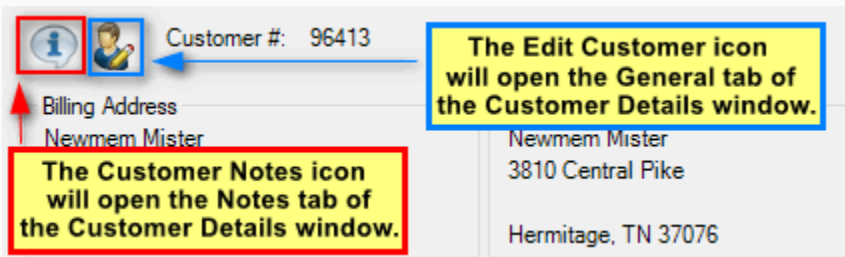 Customer #: 96413
The Edit Customer icon
will open the General tab of
the Customer Details window.
Billing Address
Newmem Mister
The Customer Notes icon
will open the Notes tab of
the Customer Details window.
Newmem Mister
3810 Central Pike
Hermitage, TN 37076